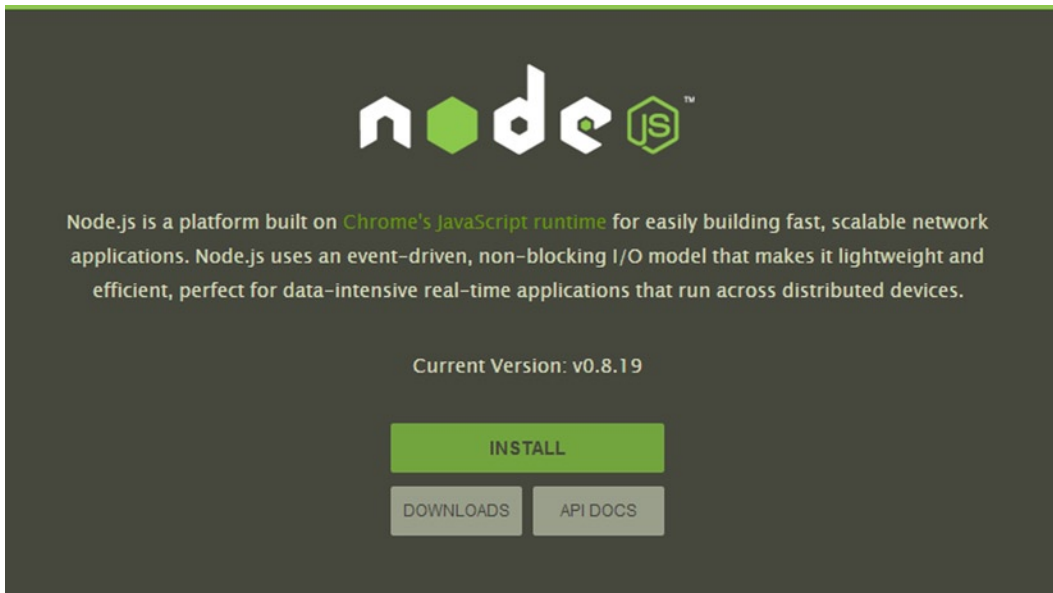 node JS™
Node.js is a platform built on Chrome's JavaScript runtime for easily building fast, scalable network
applications. Node.js uses an event-driven, non-blocking I/O model that makes it lightweight and
efficient, perfect for data-intensive real-time applications that run across distributed devices.
Current Version: v0.8.19
INSTALL
DOWNLOADS API DOCS